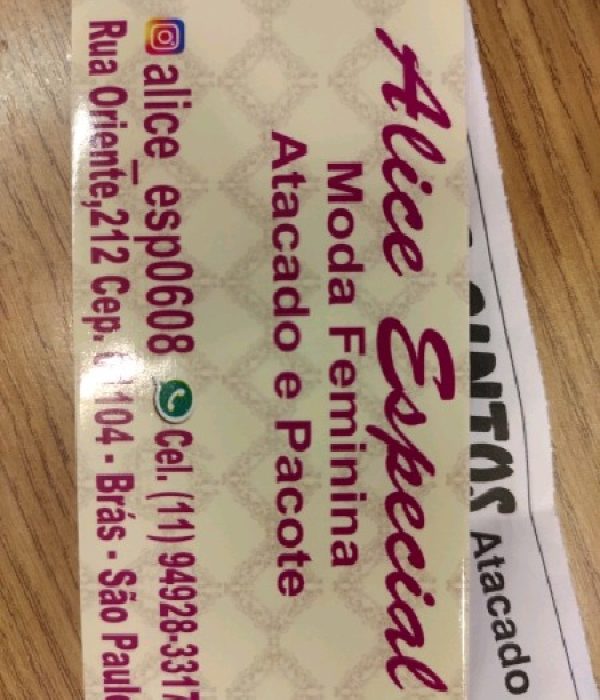 Alice Especial
Moda Feminina
Atacado e Pacote
alice_esp0608 Cel. (11) 94928-3317
Rua Oriente,212 Cep. 104 - Brás - São Paulo
CINTOS Atacado